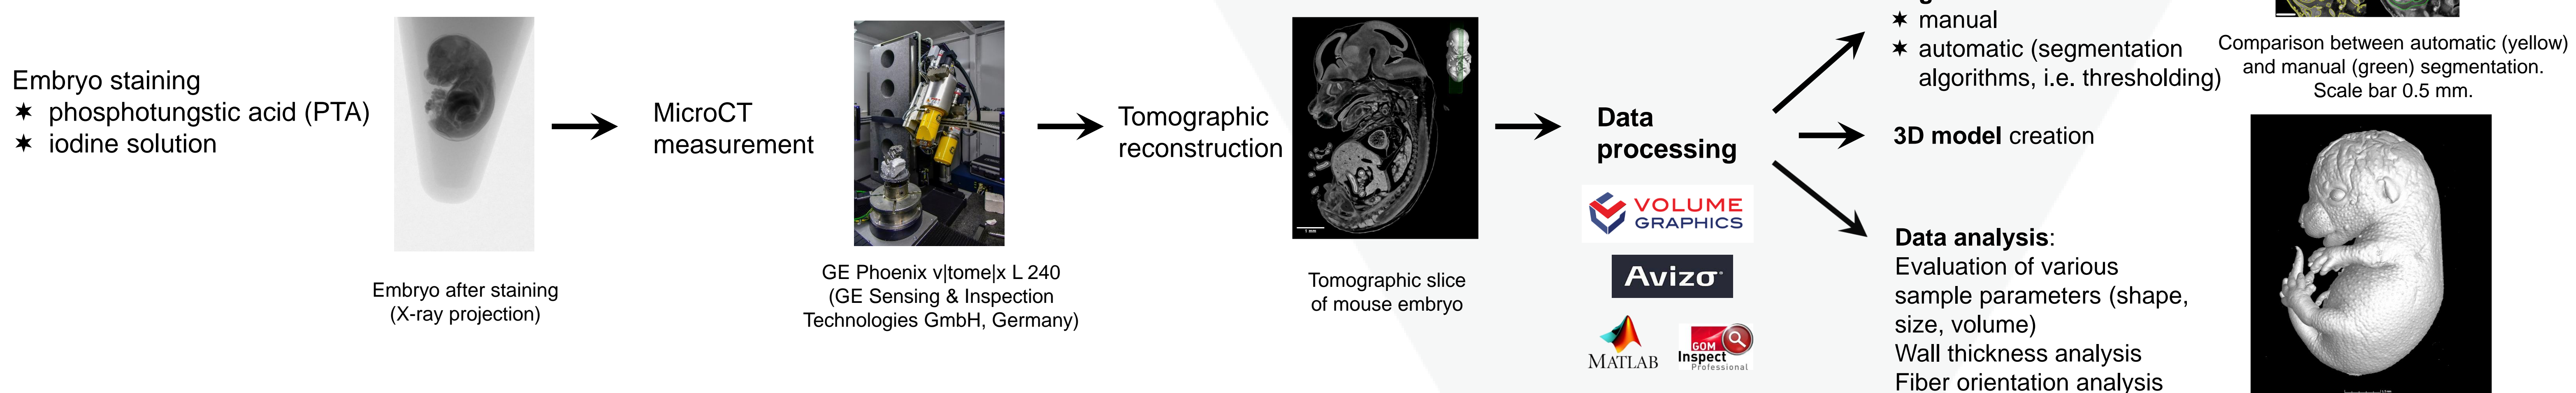 Embryo staining
✶ phosphotungstic acid (PTA)
✶ iodine solution
Embryo after staining
(X-ray projection)
MicroCT
measurement
GE Phoenix v|tome|x L 240
(GE Sensing & Inspection
Technologies GmbH, Germany)
Tomographic
reconstruction
1 mm
Tomographic slice
of mouse embryo
Data
processing
VOLUME
GRAPHICS
Avizo
MATLAB
GOM
Inspect
Professional
✶ manual
✶ automatic (segmentation
algorithms, i.e. thresholding)
3D model creation
Data analysis:
Evaluation of various
sample parameters (shape,
size, volume)
Wall thickness analysis
Fiber orientation analysis
Comparison between automatic (yellow)
and manual (green) segmentation.
Scale bar 0.5 mm.